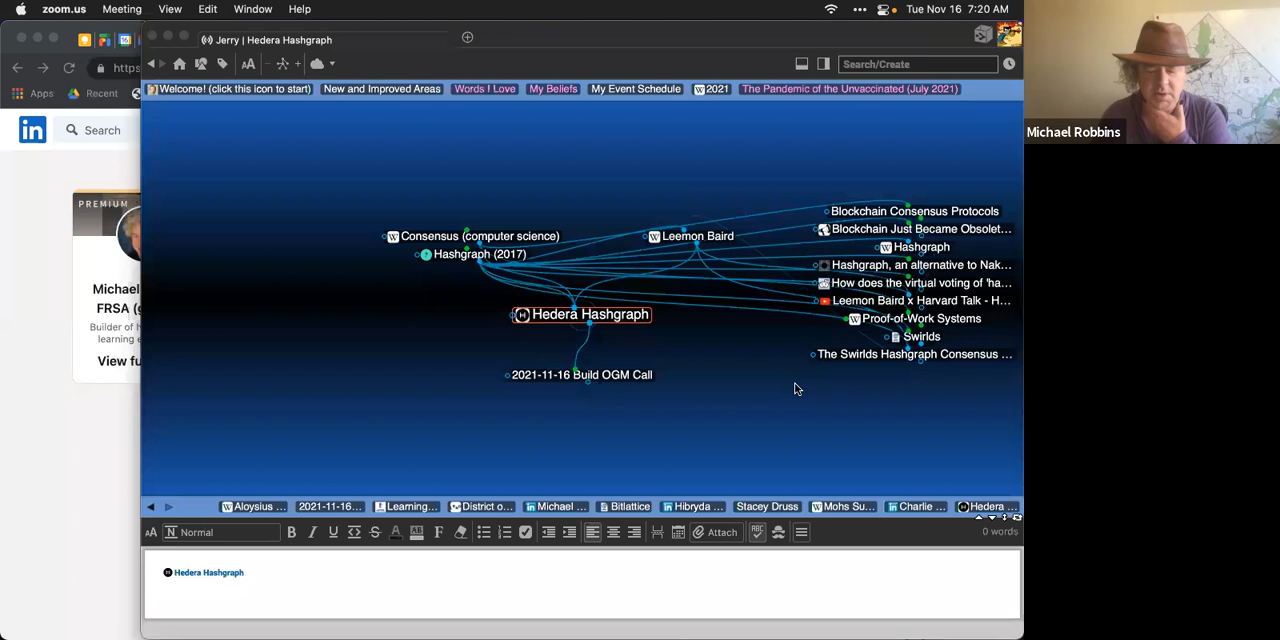 zoom.us Meeting View Edit Window Help Tue Nov 16 7:20 AM
Jerry | Hedera Hashgraph
https
Search/Create
Apps Recent
Welcome! (click this icon to start) New and Improved Areas Words I Love My Beliefs My Event Schedule 2021 The Pandemic of the Unvaccinated (July 2021)
Search
PREMIUM
Michael
FRSA (
Builder of h
learning e
View fu
Consensus (computer science)
Hashgraph (2017)
Leemon Baird
Blockchain Consensus Protocols
Blockchain Just Became Obsolet...
Hashgraph
Hashgraph, an alternative to Nak...
How does the virtual voting of 'ha...
Leemon Baird x Harvard Talk - H...
Proof-of-Work Systems
Swirlds
The Swirlds Hashgraph Consensus ...
Hedera Hashgraph
2021-11-16 Build OGM Call
Aloysius ... 2021-11-16... Learning... District o... Michael ... Bitlattice Hibryda ... Stacey Druss Mohs Su... Charlie ... Hedera ...
Normal Attach 0 words
Hedera Hashgraph
Michael Robbins